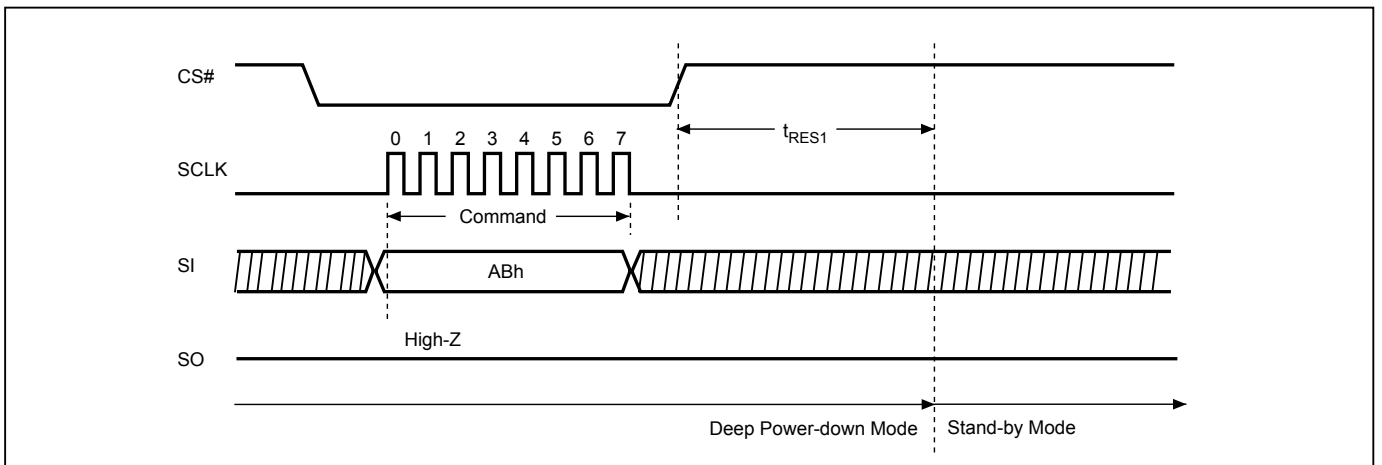 CS#
tRES1
0 1 2 3 4 5 6 7
SCLK
Command
SI
ABh
High-Z
SO
Deep Power-down Mode Stand-by Mode